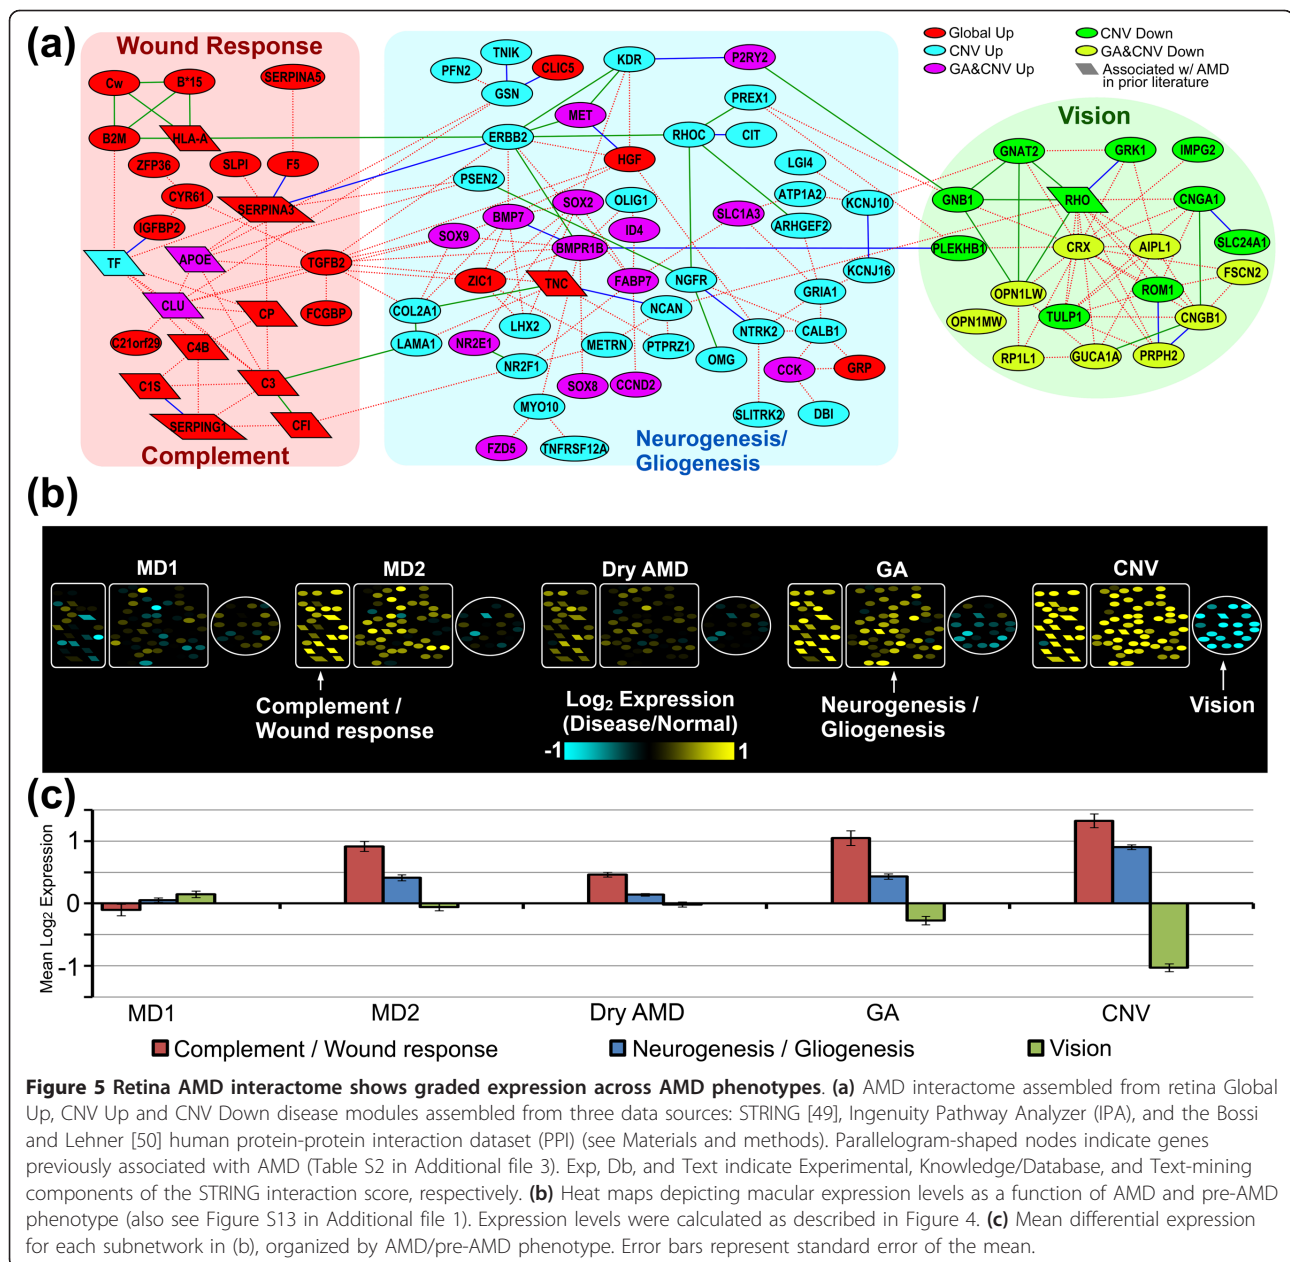 (a)
Wound Response
Cw
B*15
SERPINA5
B2M
HLA-A
ZFP36
SLPI
F5
CYR61
SERPINA3
IGFBP2
TF
APOE
TGFB2
CLU
CP
FCGBP
C21orf29
C4B
C1S
C3
SERPING1
CFI
Complement
TNIK
PFN2
CLIC5
GSN
KDR
P2RY2
MET
PREX1
ERBB2
RHOC
CIT
HGF
LGI4
PSEN2
ATP1A2
SOX2
OLIG1
SLC1A3
KCNJ10
BMP7
ID4
ARHGEF2
SOX9
BMPR1B
KCNJ16
ZIC1
TNC
FABP7
NGFR
GRIA1
COL2A1
NCAN
LHX2
NTRK2
CALB1
LAMA1
NR2E1
METRN
PTPRZ1
OMG
NR2F1
CCK
GRP
SOX8
CCND2
MYO10
SLITRK2
DBI
FZD5
TNFRSF12A
Neurogenesis/
Gliogenesis
Global Up
CNV Up
GA&CNV Up
CNV Down
GA&CNV Down
Associated w/ AMD
in prior literature
Vision
GNAT2
GRK1
IMPG2
GNB1
RHO
CNGA1
PLEKHB1
CRX
AIPL1
SLC24A1
FSCN2
OPN1LW
ROM1
OPN1MW
TULP1
CNGB1
RP1L1
GUCA1A
PRPH2
(b)
MD1
MD2
Dry AMD
GA
CNV
Complement /
Wound response
Log2 Expression
(Disease/Normal)
-1
1
Neurogenesis /
Gliogenesis
Vision
(c)
Mean Log2 Expression
1
0
-1
MD1
MD2
Dry AMD
GA
CNV
Complement / Wound response
Neurogenesis / Gliogenesis
Vision
Figure 5 Retina AMD interactome shows graded expression across AMD phenotypes. (a) AMD interactome assembled from retina Global
Up, CNV Up and CNV Down disease modules assembled from three data sources: STRING [49], Ingenuity Pathway Analyzer (IPA), and the Bossi
and Lehner [50] human protein-protein interaction dataset (PPI) (see Materials and methods). Parallelogram-shaped nodes indicate genes
previously associated with AMD (Table S2 in Additional file 3). Exp, Db, and Text indicate Experimental, Knowledge/Database, and Text-mining
components of the STRING interaction score, respectively. (b) Heat maps depicting macular expression levels as a function of AMD and pre-AMD
phenotype (also see Figure S13 in Additional file 1). Expression levels were calculated as described in Figure 4. (c) Mean differential expression
for each subnetwork in (b), organized by AMD/pre-AMD phenotype. Error bars represent standard error of the mean.